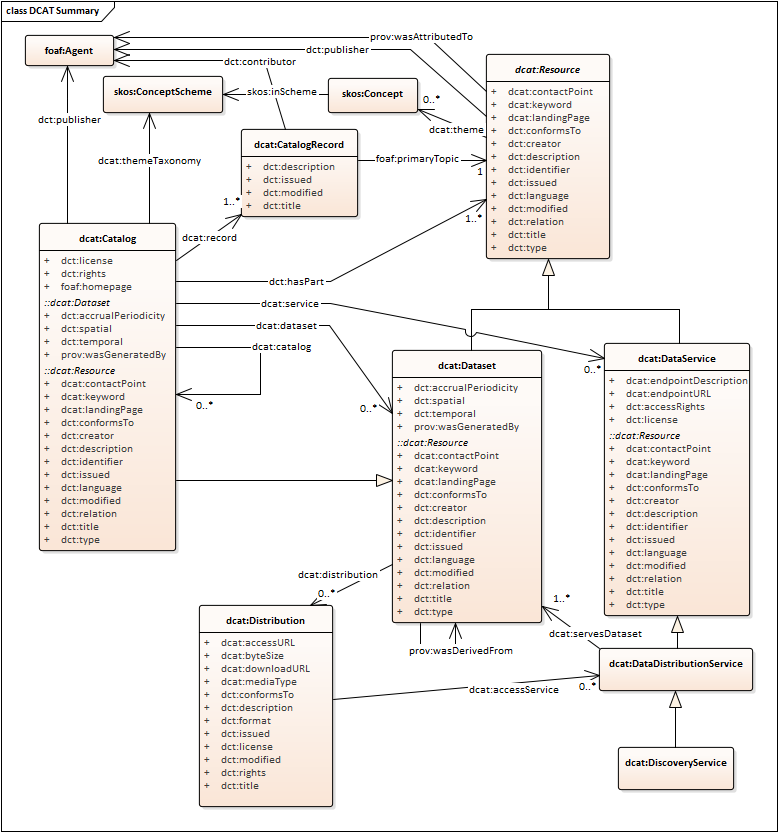 class DCAT Summary
foaf:Agent
prov:wasAttributedTo
dct:publisher
dct:contributor
dcat:Resource
+ dcat:contactPoint
+ dcat:keyword
+ dcat:landingPage
+ dct:conformsTo
+ dct:creator
+ dct:description
+ dct:identifier
+ dct:issued
+ dct:language
+ dct:modified
+ dct:relation
+ dct:title
+ dct:type
skos:ConceptScheme
skos:inScheme
skos:Concept
0..*
dcat:theme
dct:publisher
dcat:themeTaxonomy
dcat:CatalogRecord
+ dct:description
+ dct:issued
+ dct:modified
+ dct:title
foaf:primaryTopic
1
1..*
dcat:record
1..*
dct:hasPart
dcat:Catalog
+ dct:license
+ dct:rights
+ foaf:homepage
::dcat:Dataset
+ dct:accrualPeriodicity
+ dct:spatial
+ dct:temporal
+ prov:wasGeneratedBy
::dcat:Resource
+ dcat:contactPoint
+ dcat:keyword
+ dcat:landingPage
+ dct:conformsTo
+ dct:creator
+ dct:description
+ dct:identifier
+ dct:issued
+ dct:language
+ dct:modified
+ dct:relation
+ dct:title
+ dct:type
dcat:service
0..*
dcat:dataset
0..*
dcat:catalog
0..*
dcat:Dataset
+ dct:accrualPeriodicity
+ dct:spatial
+ dct:temporal
+ prov:wasGeneratedBy
::dcat:Resource
+ dcat:contactPoint
+ dcat:keyword
+ dcat:landingPage
+ dct:conformsTo
+ dct:creator
+ dct:description
+ dct:identifier
+ dct:issued
+ dct:language
+ dct:modified
+ dct:relation
+ dct:title
+ dct:type
dcat:DataService
+ dcat:endpointDescription
+ dcat:endpointURL
+ dct:accessRights
+ dct:license
::dcat:Resource
+ dcat:contactPoint
+ dcat:keyword
+ dcat:landingPage
+ dct:conformsTo
+ dct:creator
+ dct:description
+ dct:identifier
+ dct:issued
+ dct:language
+ dct:modified
+ dct:relation
+ dct:title
+ dct:type
dcat:distribution
0..*
1..*
dcat:servesDataset
prov:wasDerivedFrom
dcat:Distribution
+ dcat:accessURL
+ dcat:byteSize
+ dcat:downloadURL
+ dcat:mediaType
+ dct:conformsTo
+ dct:description
+ dct:format
+ dct:issued
+ dct:license
+ dct:modified
+ dct:rights
+ dct:title
dcat:accessService
0..*
dcat:DataDistributionService
dcat:DiscoveryService